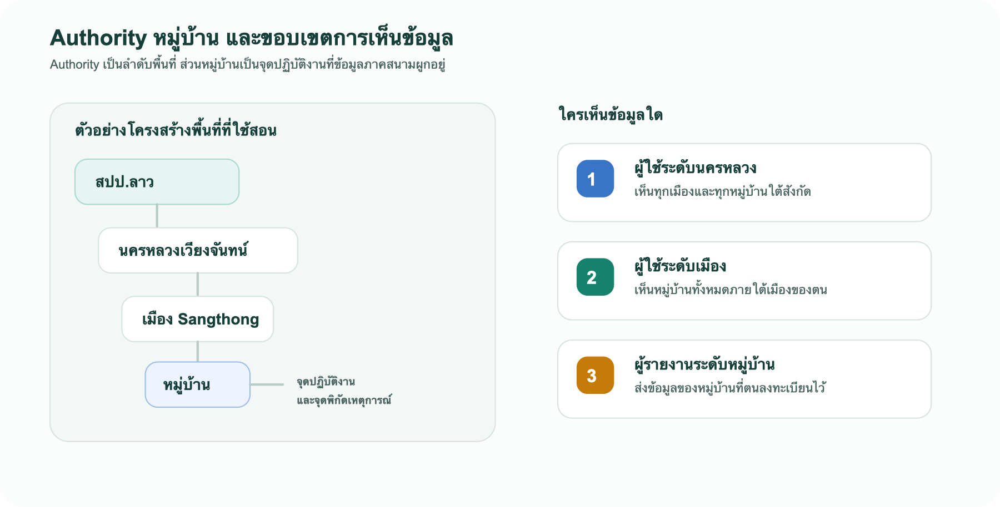 Authority หมู่บ้าน และขอบเขตการเห็นข้อมูล
Authority เป็นลำดับพื้นที่ ส่วนหมู่บ้านเป็นจุดปฏิบัติงานที่ข้อมูลภาคสนามผูกอยู่
ตัวอย่างโครงสร้างพื้นที่ที่ใช้สอน
สปป.ลาว
นครหลวงเวียงจันทน์
เมือง Sangthong
หมู่บ้าน
จุดปฏิบัติงาน
และจุดพิกัดเหตุการณ์
ใครเห็นข้อมูลใด
1
ผู้ใช้ระดับนครหลวง
เห็นทุกเมืองและทุกหมู่บ้านใต้สังกัด
2
ผู้ใช้ระดับเมือง
เห็นหมู่บ้านทั้งหมดภายใต้เมืองของตน
3
ผู้รายงานระดับหมู่บ้าน
ส่งข้อมูลของหมู่บ้านที่ตนลงทะเบียนไว้